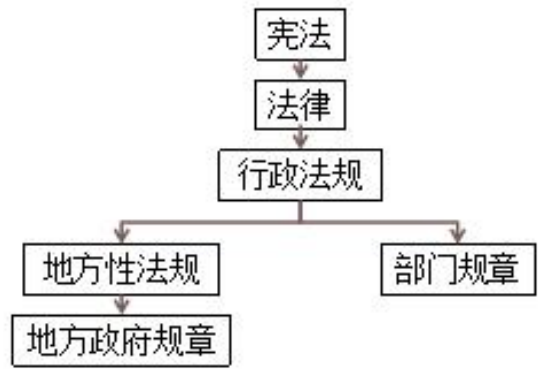 宪法
法律
行政法规
地方性法规
部门规章
地方政府规章